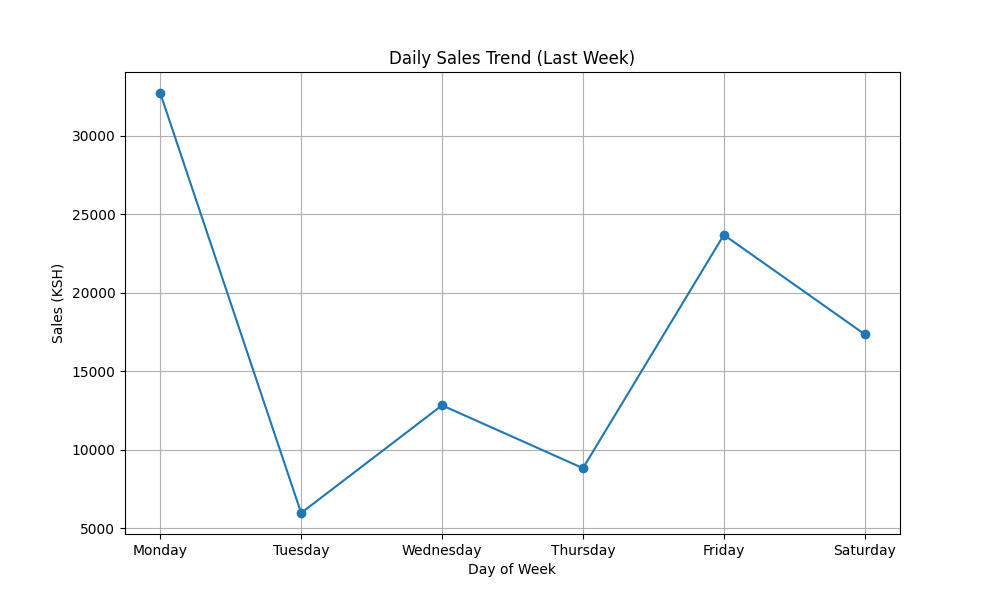 Daily Sales Trend (Last Week)
30000
25000
20000
15000
10000
5000
Sales (KSH)
Monday Tuesday Wednesday Thursday Friday Saturday
Day of Week